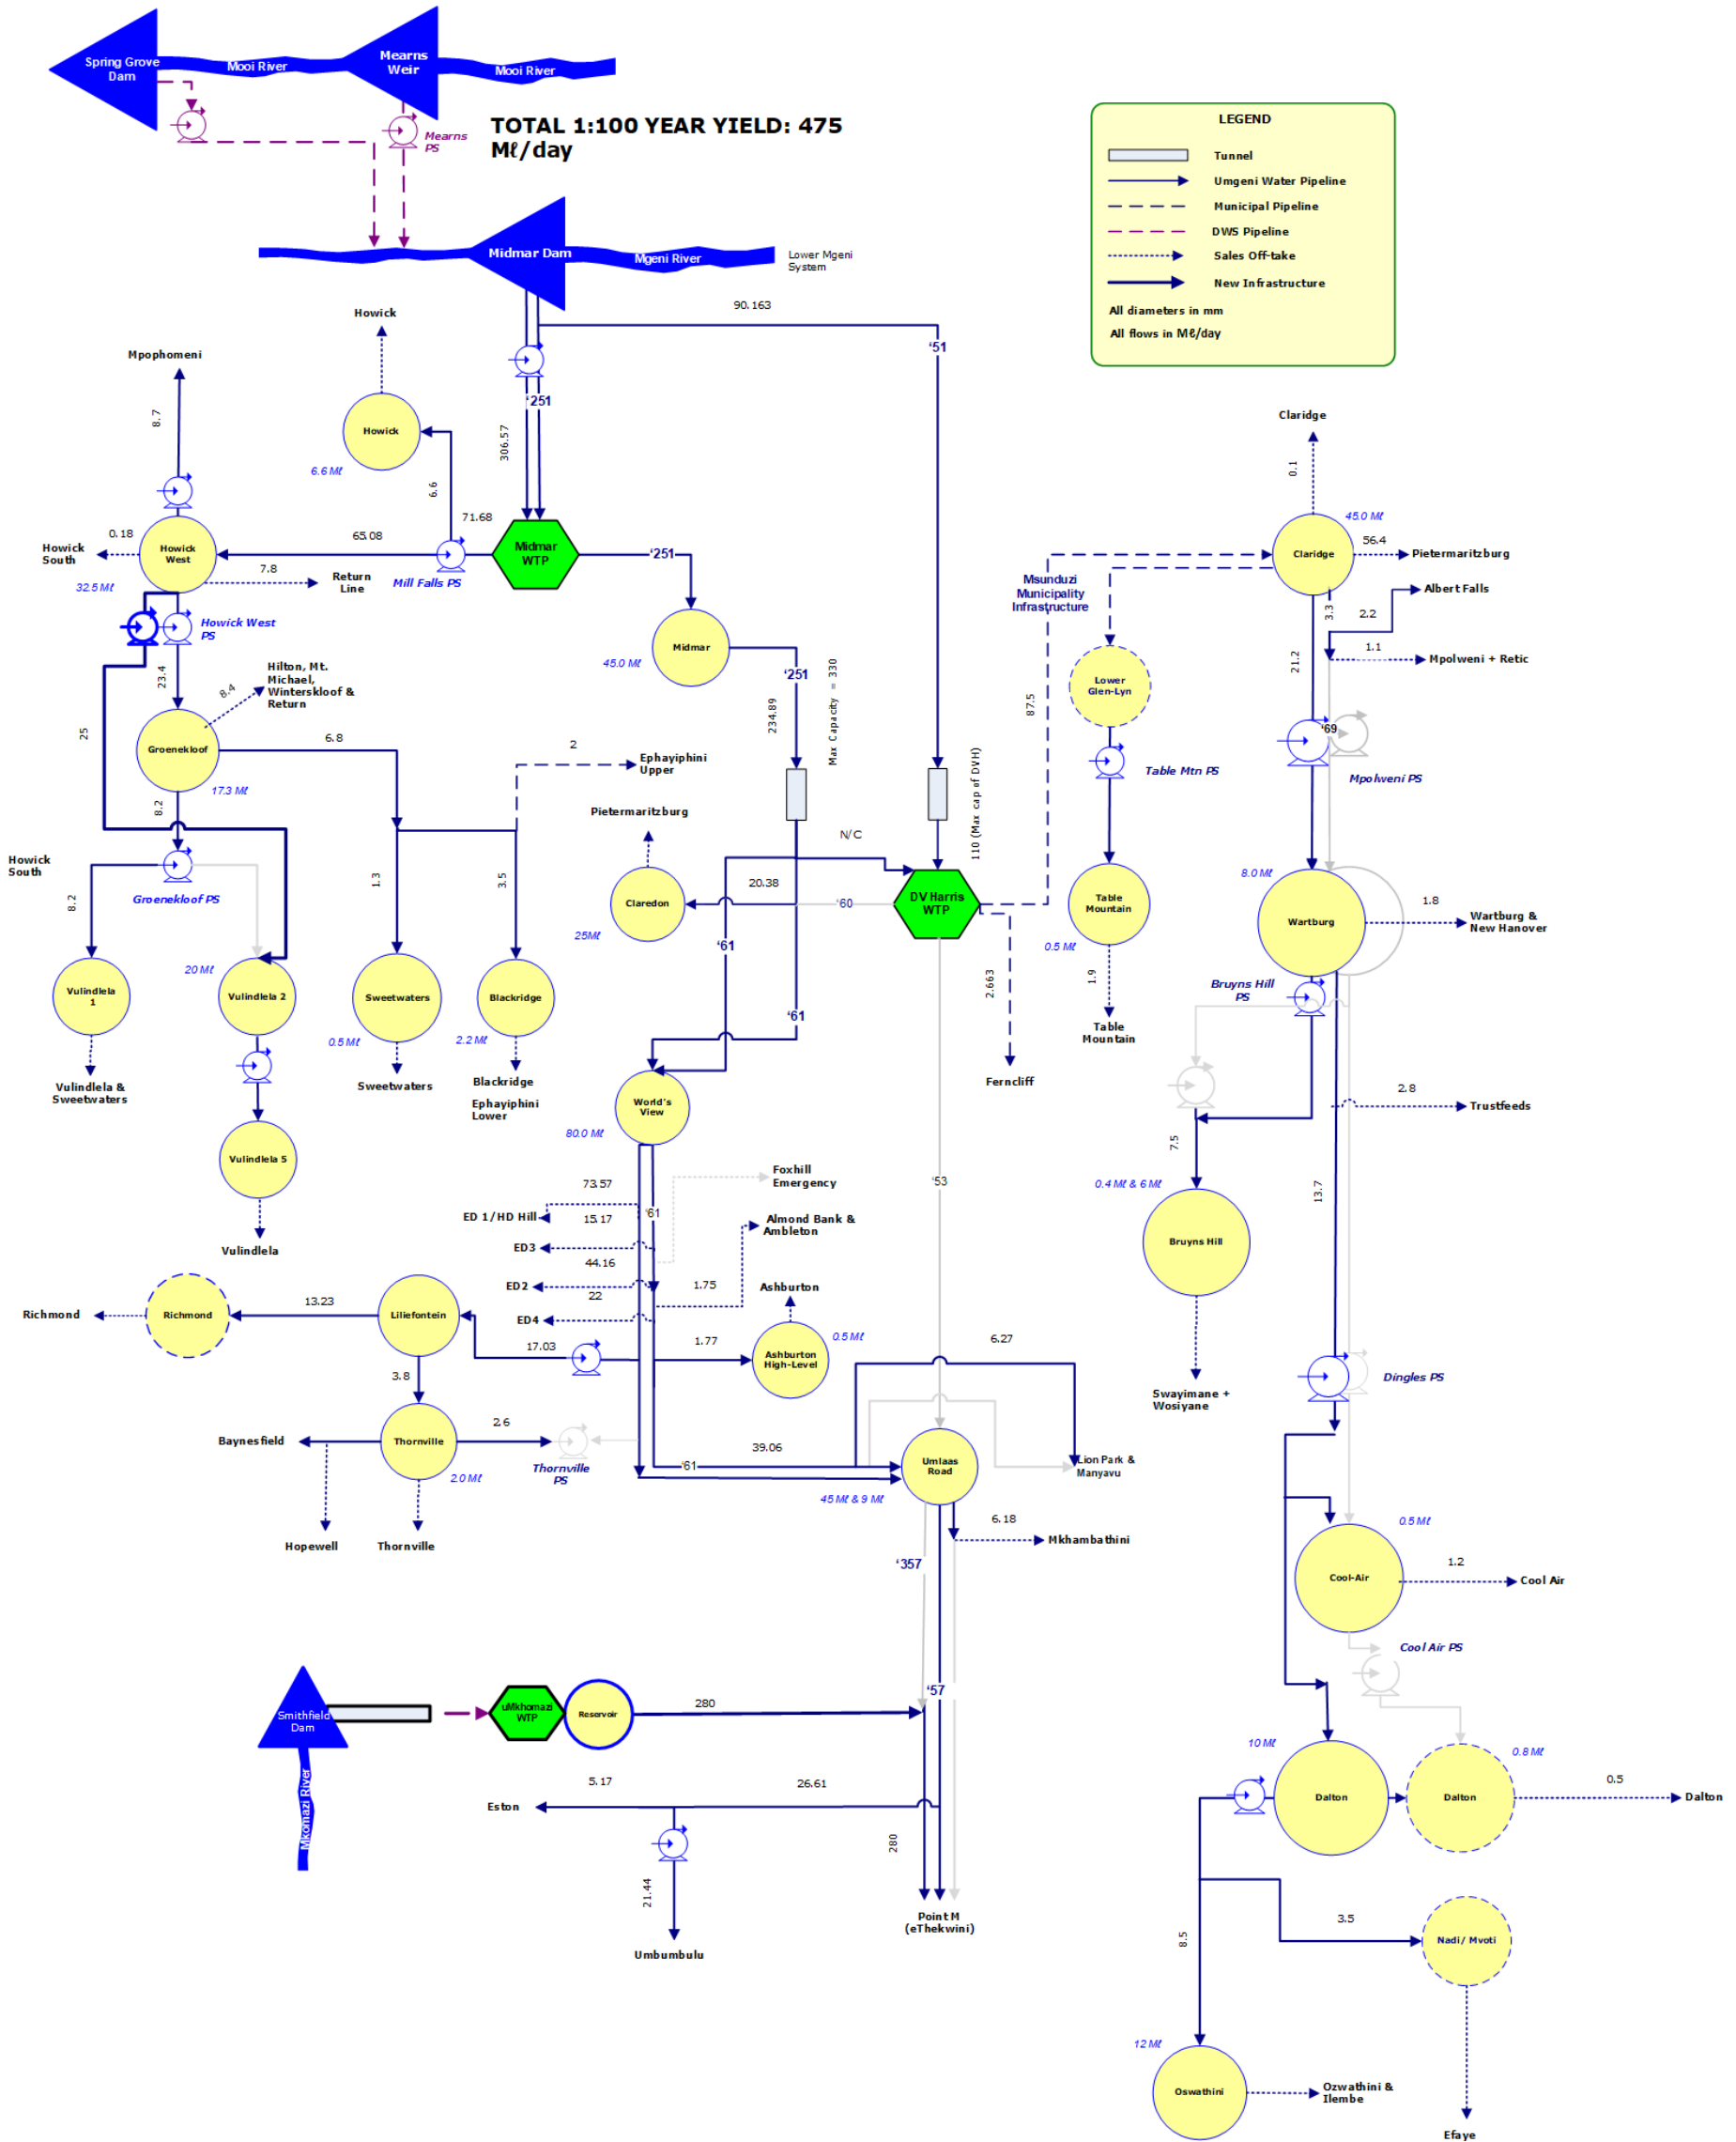 Spring Grove
Dam
Mooi River
Mearns
Weir
Mooi River
Mearns
PS
TOTAL 1:100 YEAR YIELD: 475
Mℓ/day
LEGEND
Tunnel
Umgeni Water Pipeline
Municipal Pipeline
DWS Pipeline
Sales Off-take
New Infrastructure
All diameters in mm
All flows in Mℓ/day
Midmar Dam
Mgeni River
Lower Mgeni
System
90.163
'51
Howick
Mpophomeni
8.7
Howick
6.6 Mℓ
6.6
'251
306.57
71.68
65.08
Mill Falls PS
Midmar
WTP
'251
0.18
Howick
South
Howick
West
32.5 Mℓ
7.8
Return
Line
Howick West
PS
23.4
25
Hilton, Mt.
Michael,
Winterskloof &
Return
8.4
Groenekloof
17.3 Mℓ
6.8
8.2
2
Ephayiphini
Upper
Howick
South
8.2
Groenekloof PS
1.3
3.5
Vulindlela
1
20 Mℓ
Vulindlela 2
Sweetwaters
0.5 Mℓ
Blackridge
2.2 Mℓ
Vulindlela &
Sweetwaters
Sweetwaters
Blackridge
Ephayiphini
Lower
Vulindlela 5
Vulindlela
Midmar
45.0 Mℓ
'251
234.89
Max Capacity = 330
110 (Max cap of DVH)
Pietermaritzburg
N/C
Claredon
25Mℓ
20.38
'60
DV Harris
WTP
'61
'61
2.663
Ferncliff
World's
View
80.0 Mℓ
'53
Msunduzi
Municipality
Infrastructure
87.5
Lower
Glen-Lyn
Table Mtn PS
Table
Mountain
0.5 Mℓ
1.9
Table
Mountain
Claridge
0.1
45.0 Mℓ
Claridge
56.4
Pietermaritzburg
3.3
2.2
Albert Falls
1.1
Mpolweni + Retic
21.2
'69
Mpolweni PS
8.0 Mℓ
Wartburg
1.8
Wartburg &
New Hanover
Bruyns Hill
PS
2.8
Trustfeeds
7.5
13.7
0.4 Mℓ & 6 Mℓ
Bruyns Hill
Swayimane +
Wosiyane
Dingles PS
0.5 Mℓ
Cool-Air
1.2
Cool Air
Cool Air PS
10 Mℓ
Dalton
0.8 Mℓ
Dalton
0.5
Dalton
8.5
3.5
Nadi/ Mvoti
12 Mℓ
Oswathini
Ozwathini &
Ilembe
Efaye
73.57
ED 1/HD Hill
15.17
'61
ED3
44.16
ED2
22
ED4
Foxhill
Emergency
Almond Bank &
Ambleton
1.75
Ashburton
1.77
Ashburton
High-Level
0.5 Mℓ
Richmond
Richmond
13.23
Liliefontein
17.03
3.8
Baynesfield
Thornville
2.0 Mℓ
2.6
Thornville
PS
Hopewell
Thornville
6.27
39.06
'61
Umlaas
Road
45 Mℓ & 9 Mℓ
Lion Park &
Manyavu
6.18
Mkhambathini
'357
'57
Smithfield
Dam
Mkomazi River
uMkhomazi
WTP
Reservoir
280
5.17
26.61
Eston
280
21.44
Umbumbulu
Point M
(eThekwini)